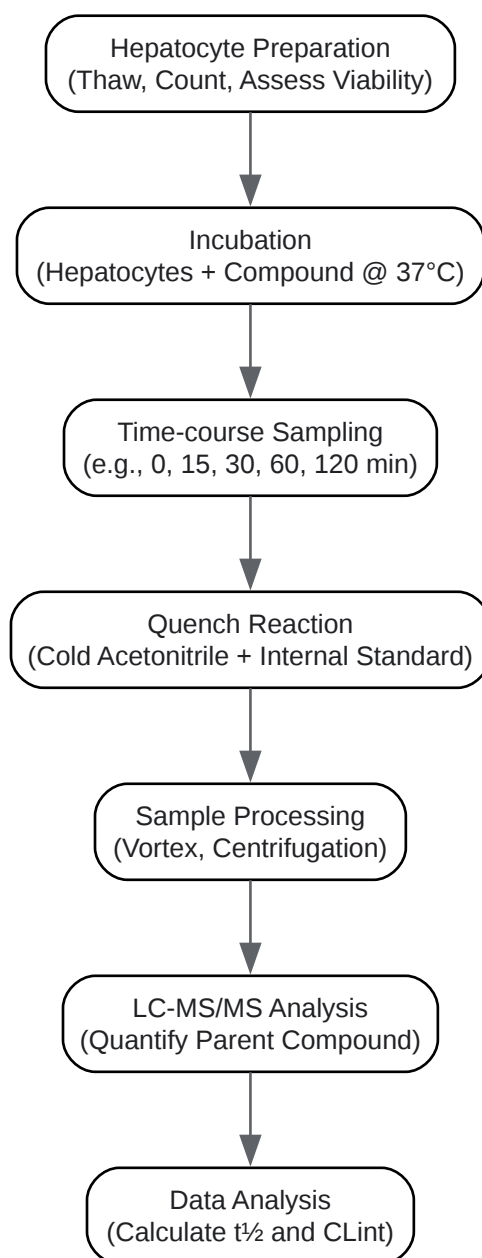 Hepatocyte Preparation
(Thaw, Count, Assess Viability)
Incubation
(Hepatocytes + Compound @ 37°C)
Time-course Sampling
(e.g., 0, 15, 30, 60, 120 min)
Quench Reaction
(Cold Acetonitrile + Internal Standard)
Sample Processing
(Vortex, Centrifugation)
LC-MS/MS Analysis
(Quantify Parent Compound)
Data Analysis
(Calculate t½ and CLint)